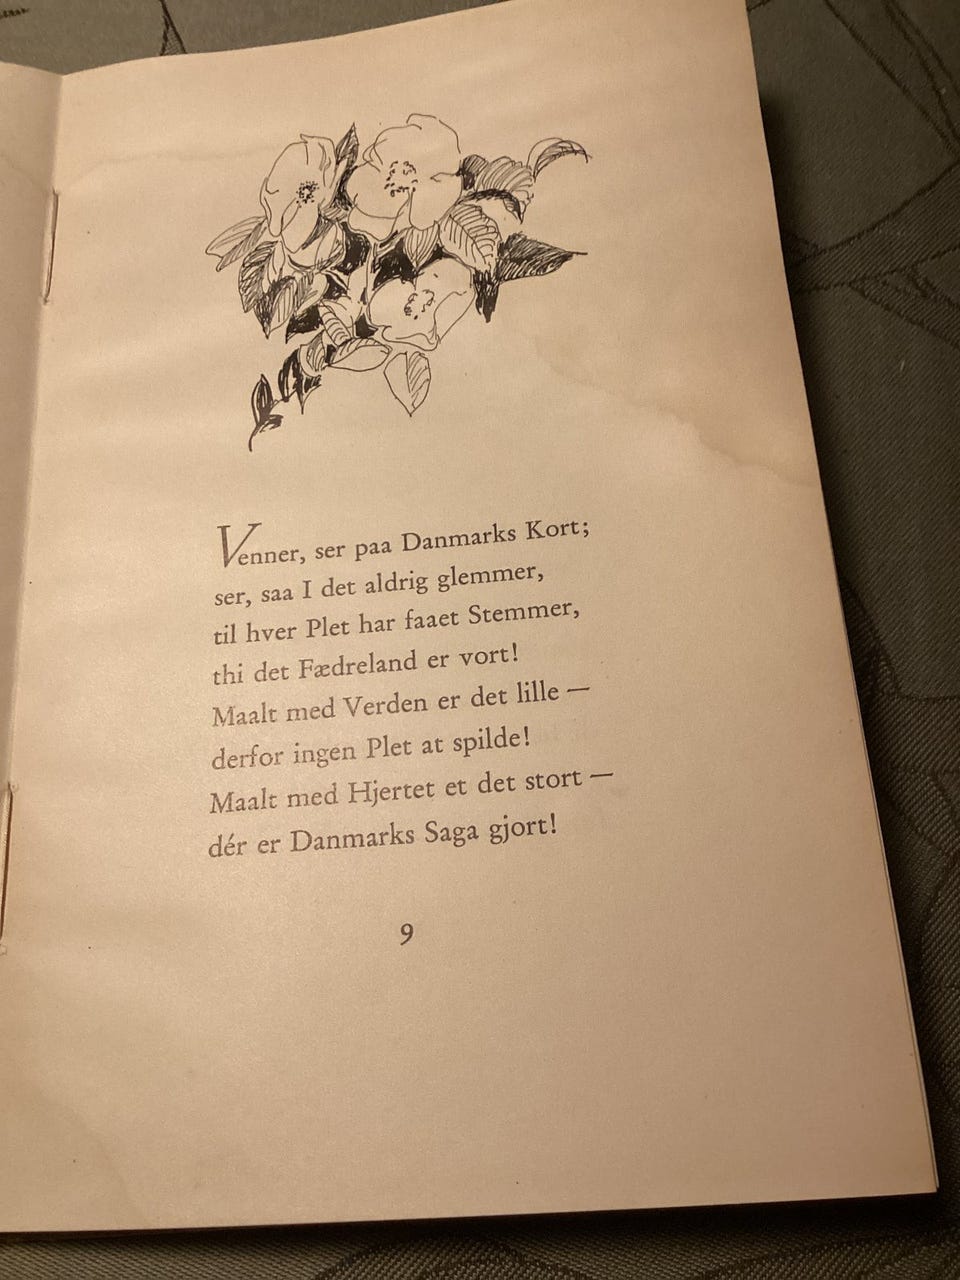 Venner, ser paa Danmarks Kort;
ser, saa I det aldrig glemmer,
til hver Plet har faaet Stemmer,
thi det Fædreland er vort!
Maalt med Verden er det lille —
derfor ingen Plet at spilde!
Maalt med Hjertet et det stort —
dér er Danmarks Saga gjort!
9